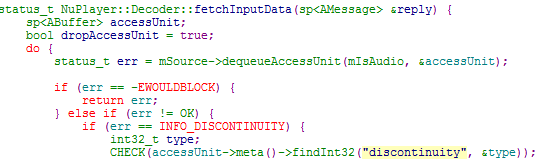 status_t NuPlayer::Decoder::fetchInputData(sp<AMessage> &reply) {
    sp<ABuffer> accessUnit;
    bool dropAccessUnit = true;
    do {
        status_t err = mSource->dequeueAccessUnit(mIsAudio, &accessUnit);

        if (err == -EWOULDBLOCK) {
            return err;
        } else if (err != OK) {
            if (err == INFO_DISCONTINUITY) {
                int32_t type;
                CHECK(accessUnit->meta()->findInt32("discontinuity", &type));